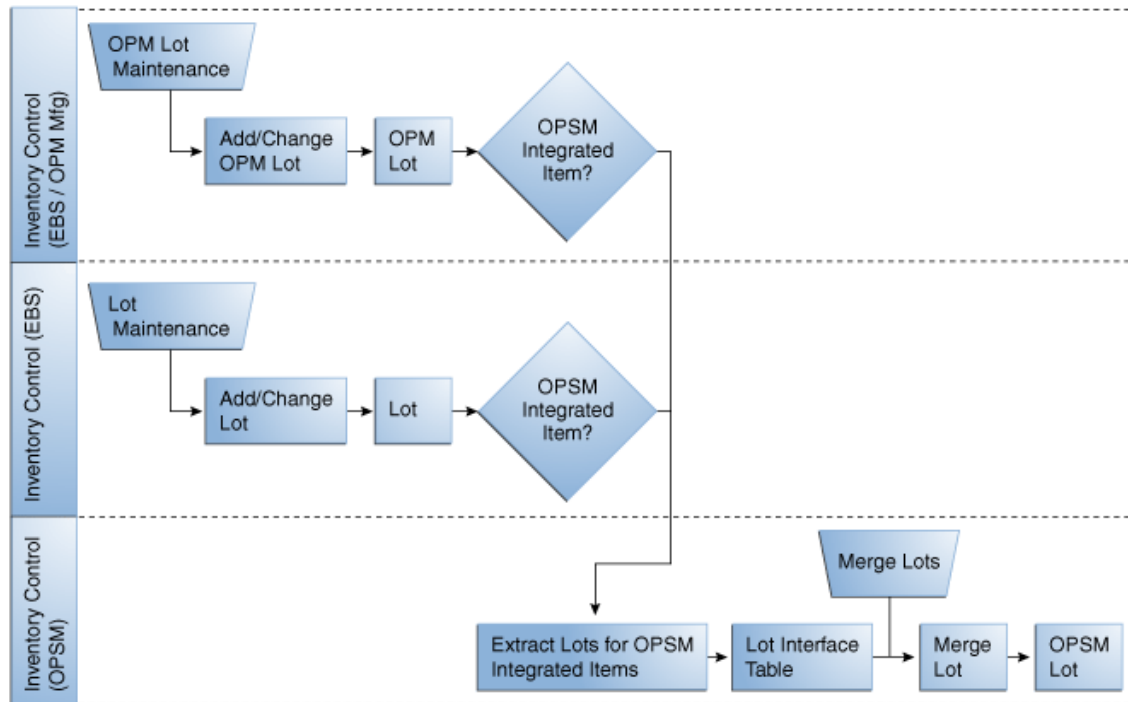 Inventory Control
(EBS / OPM Mfg)
OPM Lot
Maintenance
Add/Change
OPM Lot
OPM
Lot
OPSM
Integrated
Item?
Inventory Control (EBS)
Lot
Maintenance
Add/Change
Lot
Lot
OPSM
Integrated
Item?
Inventory Control
(OPSM)
Merge Lots
Extract Lots for OPSM
Integrated Items
Lot Interface
Table
Merge
Lot
OPSM
Lot